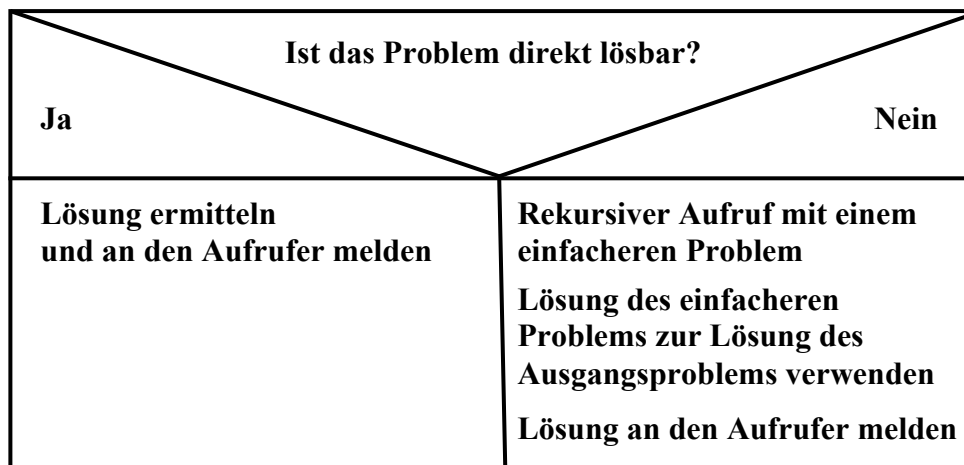 Ist das Problem direkt lösbar?
Ja
Nein
Lösung ermitteln
und an den Aufrufer melden
Rekursiver Aufruf mit einem
einfacheren Problem
Lösung des einfacheren
Problems zur Lösung des
Ausgangsproblems verwenden
Lösung an den Aufrufer melden